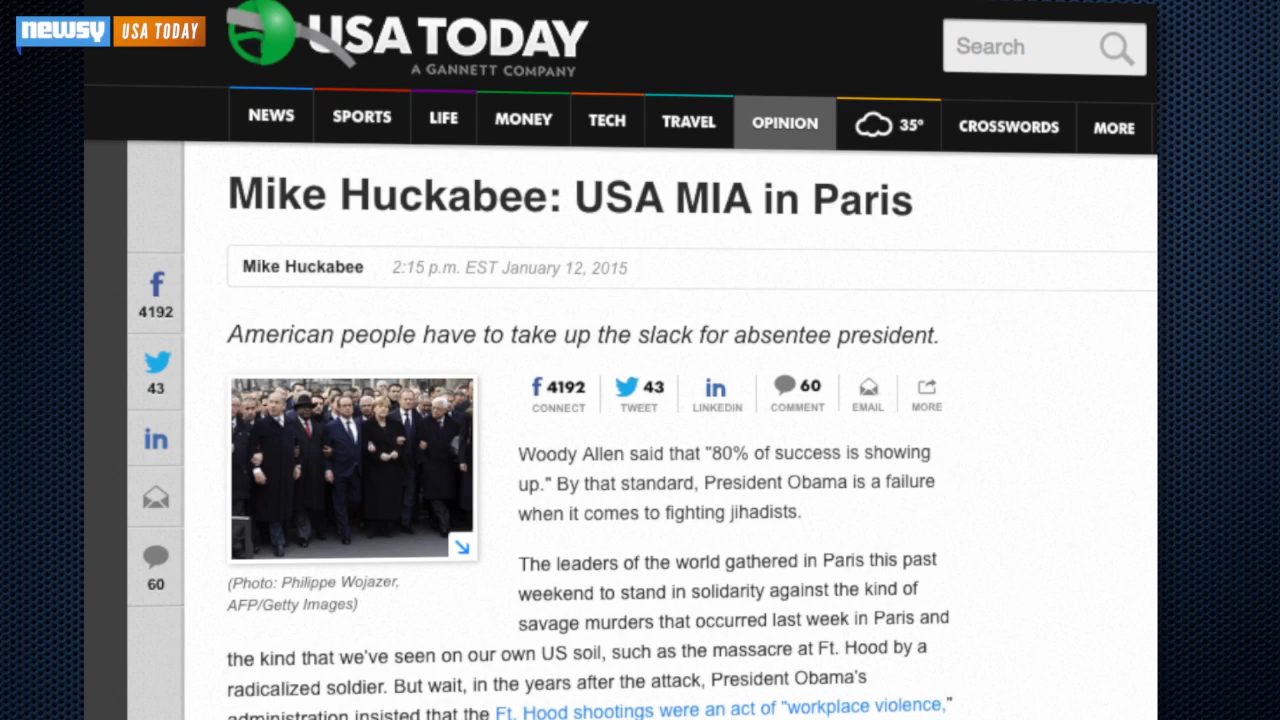 newsy USA TODAY
USA TODAY
A GANNETT COMPANY
Search
NEWS SPORTS LIFE MONEY TECH TRAVEL OPINION 35° CROSSWORDS MORE
Mike Huckabee: USA MIA in Paris
Mike Huckabee 2:15 p.m. EST January 12, 2015
American people have to take up the slack for absentee president.
f 4192 43 in 60
CONNECT TWEET LINKEDIN COMMENT EMAIL MORE
f
4192
43
in
60
(Photo: Philippe Wojazer,
AFP/Getty Images)
Woody Allen said that "80% of success is showing
up." By that standard, President Obama is a failure
when it comes to fighting jihadists.
The leaders of the world gathered in Paris this past
weekend to stand in solidarity against the kind of
savage murders that occurred last week in Paris and
the kind that we've seen on our own US soil, such as the massacre at Ft. Hood by a
radicalized soldier. But wait, in the years after the attack, President Obama's
administration insisted that the Ft. Hood shootings were an act of "workplace violence,"